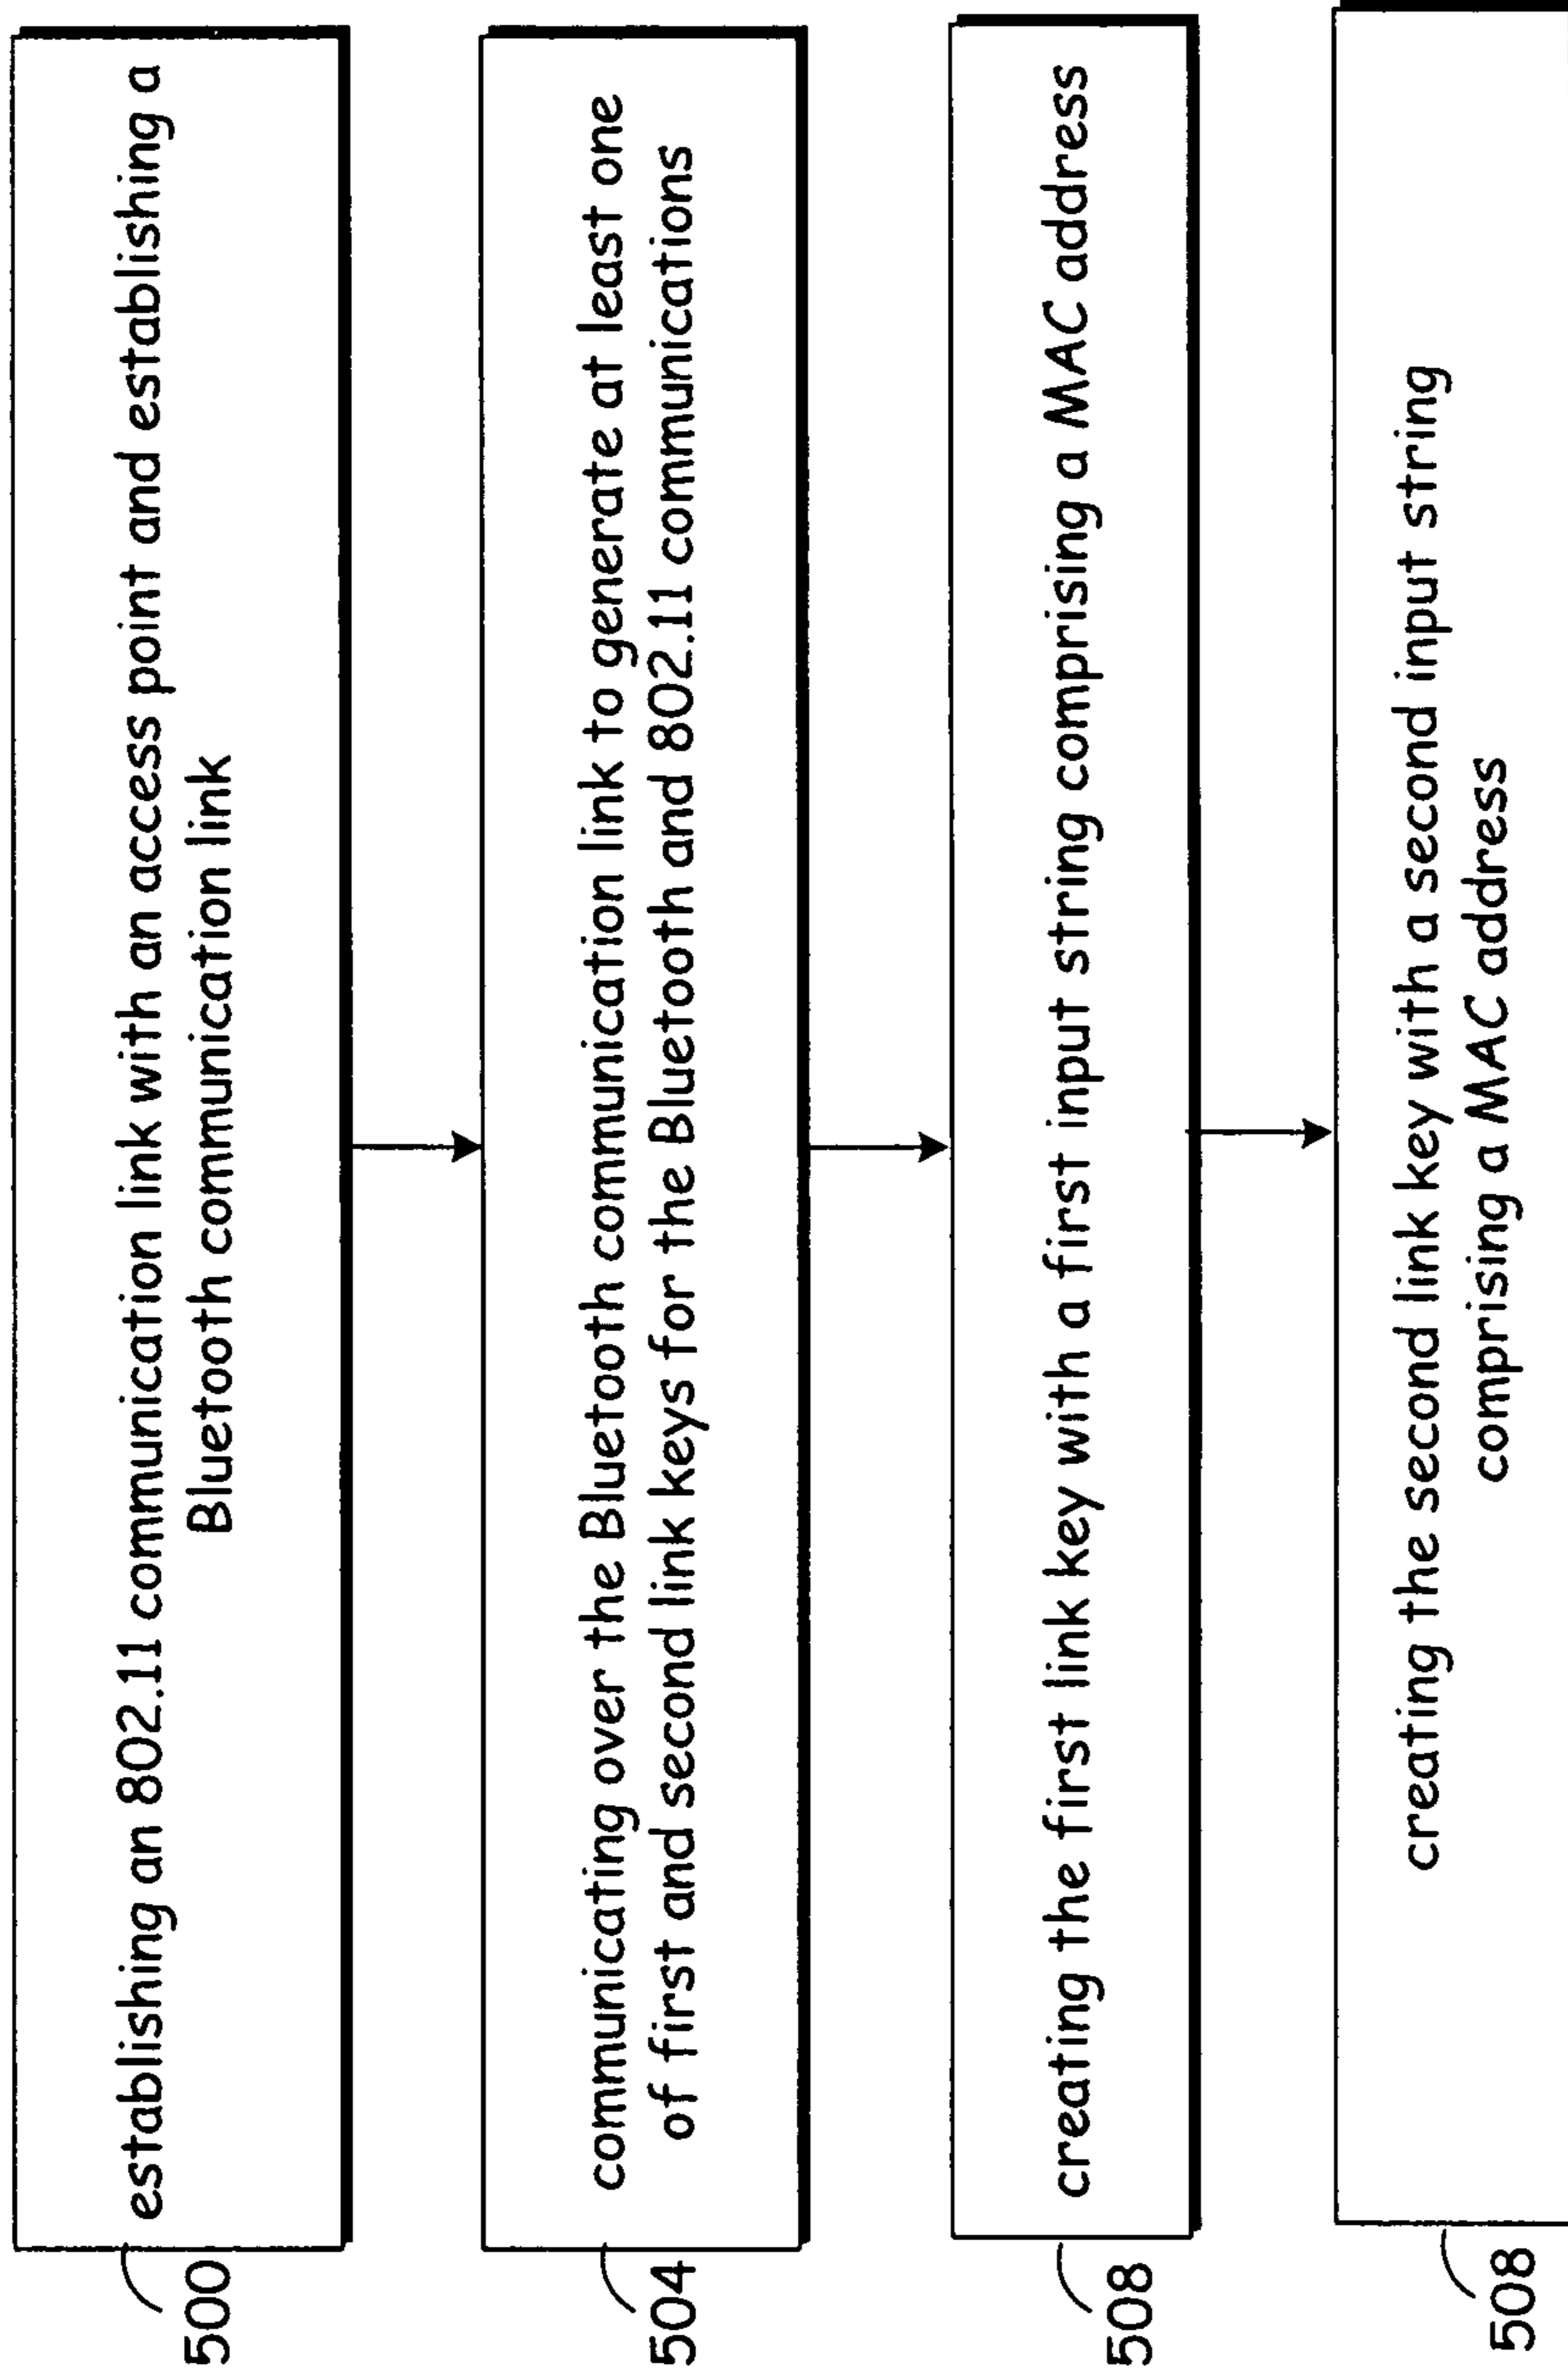 establishing an 802.11 communication link with an access point and establishing a
Bluetooth communication link
500
communicating over the Bluetooth communication link to generate at least one
of first and second link keys for the Bluetooth and 802.11 communications
504
creating the first link key with a first input string comprising a MAC address
508
creating the second link key with a second input string
comprising a MAC address
508